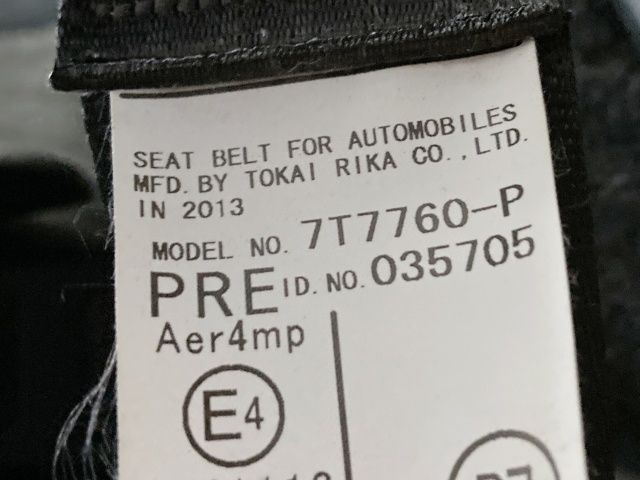 SEAT BELT FOR AUTOMOBILES
MFD. BY TOKAI RIKA CO.,LTD.
IN 2013
MODEL NO. 7T7760-P
PRE ID. NO. 035705
Aer4mp
E4